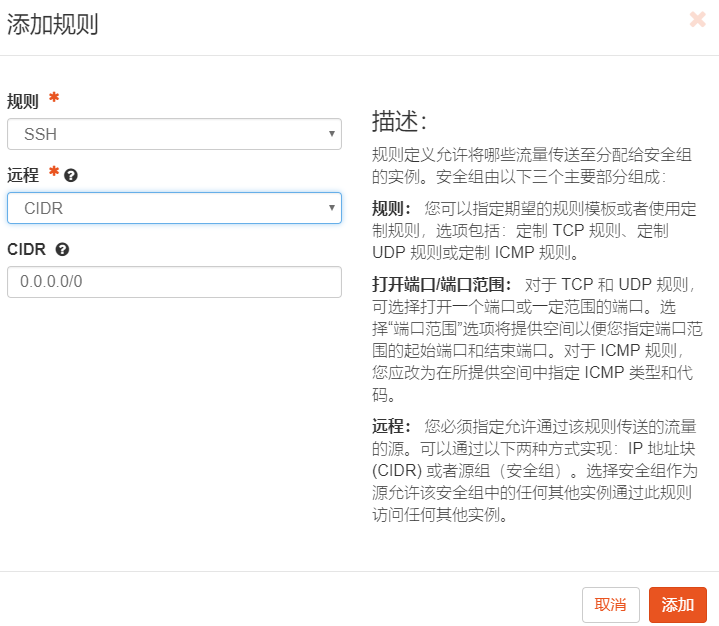 添加规则
规则 *
SSH
远程 *
CIDR
CIDR
0.0.0.0/0
描述：
规则定义允许将哪些流量传送至分配给安全组
的实例。安全组由以下三个主要部分组成：
规则： 您可以指定期望的规则模板或者使用定
制规则，选项包括：定制 TCP 规则、定制
UDP 规则或定制 ICMP 规则。
打开端口/端口范围： 对于 TCP 和 UDP 规则，
可选择打开一个端口或一定范围的端口。选
择“端口范围”选项将提供空间以便您指定端口范
围的起始端口和结束端口。对于 ICMP 规则，
您应改为在所提供空间中指定 ICMP 类型和代
码。
远程： 您必须指定允许通过该规则传送的流量
的源。可以通过以下两种方式实现：IP 地址块
(CIDR) 或者源组（安全组）。选择安全组作为
源允许该安全组中的任何其他实例通过此规则
访问任何其他实例。
取消
添加